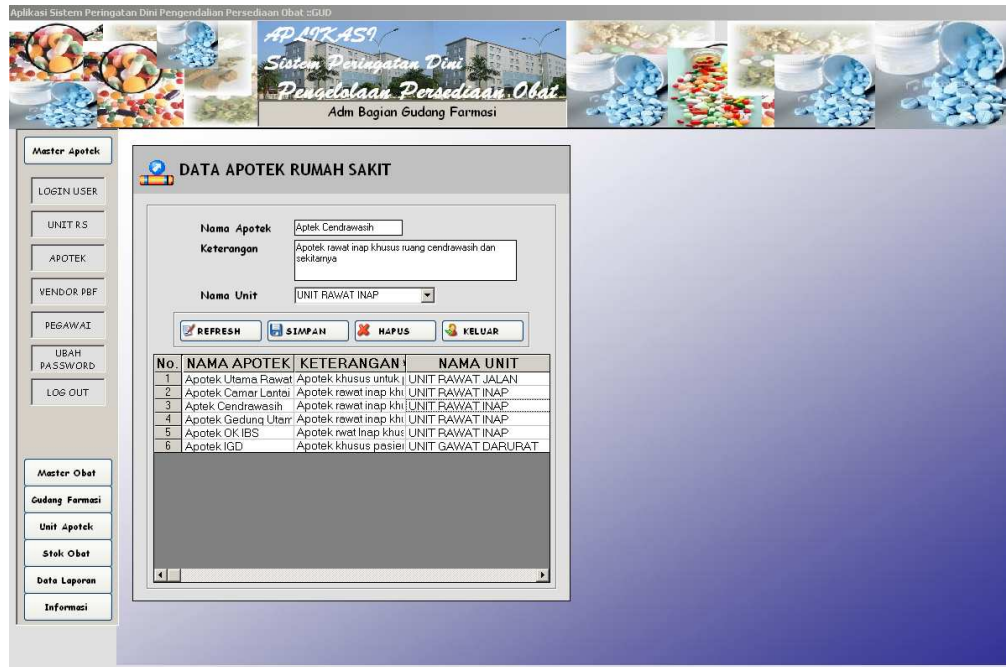 Aplikasi Sistem Peringatan Dini Pengendalian Persediaan Obat ::GUD
APLIKASI
Sistem Peringatan Dini
Pengelolaan Persediaan Obat
Adm Bagian Gudang Farmasi
Master Apotek
LOGIN USER
UNIT RS
APOTEK
VENDOR PBF
PEGAWAI
UBAH
PASSWORD
LOG OUT
Master Obat
Gudang Farmasi
Unit Apotek
Stok Obat
Data Laporan
Informasi
DATA APOTEK RUMAH SAKIT
Nama Apotek Aptek Cendrawasih
Keterangan Apotek rawat inap khusus ruang cendrawasih dan
sekitarnya
Nama Unit UNIT RAWAT INAP
REFRESH SIMPAN HAPUS KELUAR
No. NAMA APOTEK KETERANGAN NAMA UNIT
1 Apotek Utama Rawat Apotek khusus untuk UNIT RAWAT JALAN
2 Apotek Camar Lantai Apotek rawat inap khu UNIT RAWAT INAP
3 Aptek Cendrawasih Apotek rawat inap khu UNIT RAWAT INAP
4 Apotek Gedung Utam Apotek rawat inap khu UNIT RAWAT INAP
5 Apotek OK IBS Apotek rwat Inap khus UNIT RAWAT INAP
6 Apotek IGD Apotek khusus pasien UNIT GAWAT DARURAT